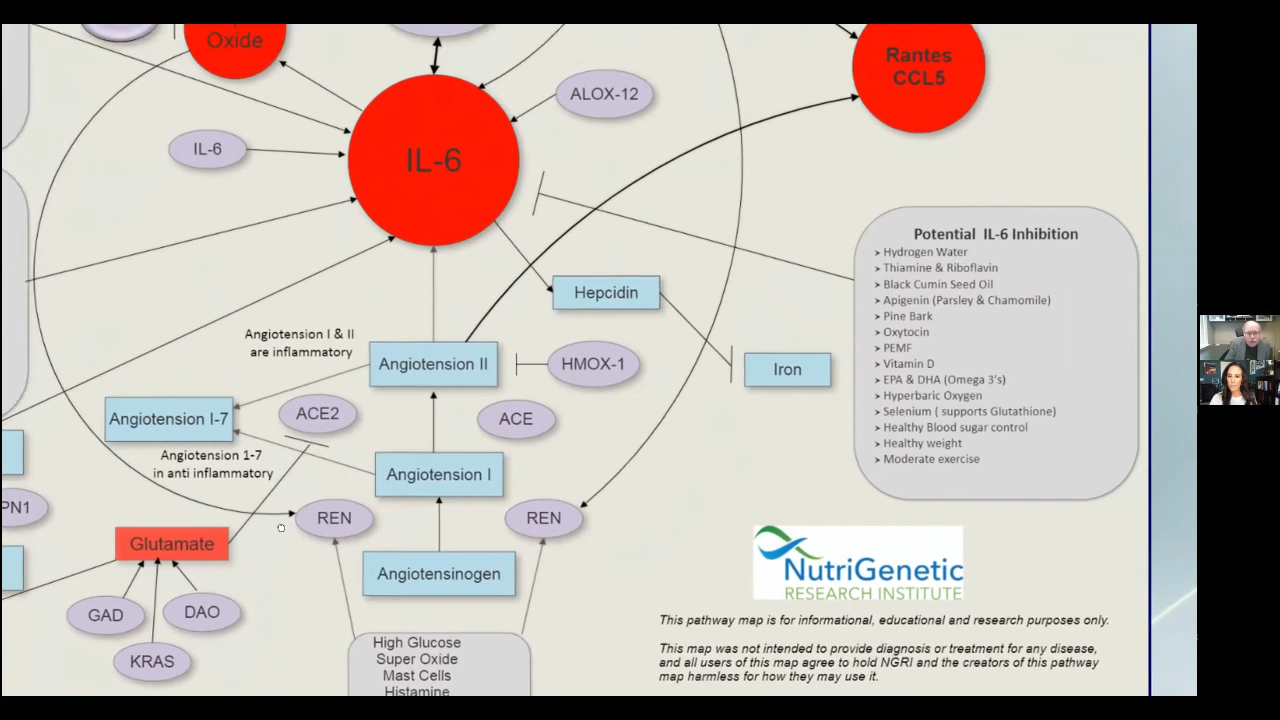 Oxide
Rantes
CCL5
ALOX-12
IL-6
IL-6
Potential IL-6 Inhibition
➤ Hydrogen Water
➤ Thiamine & Riboflavin
➤ Black Cumin Seed Oil
➤ Apigenin (Parsley & Chamomile)
➤ Pine Bark
➤ Oxytocin
➤ PEMF
➤ Vitamin D
➤ EPA & DHA (Omega 3's)
➤ Hyperbaric Oxygen
➤ Selenium ( supports Glutathione)
➤ Healthy Blood sugar control
➤ Healthy weight
➤ Moderate exercise
Hepcidin
Angiotension I & II
are inflammatory
Angiotension II
HMOX-1
Iron
ACE2
Angiotension I-7
ACE
Angiotension 1-7
in anti inflammatory
Angiotension I
PN1
REN
REN
Glutamate
Angiotensinogen
GAD
DAO
KRAS
High Glucose
Super Oxide
Mast Cells
Histamine
NutriGenetic
RESEARCH INSTITUTE
This pathway map is for informational, educational and research purposes only.
This map was not intended to provide diagnosis or treatment for any disease,
and all users of this map agree to hold NGRI and the creators of this pathway
map harmless for how they may use it.